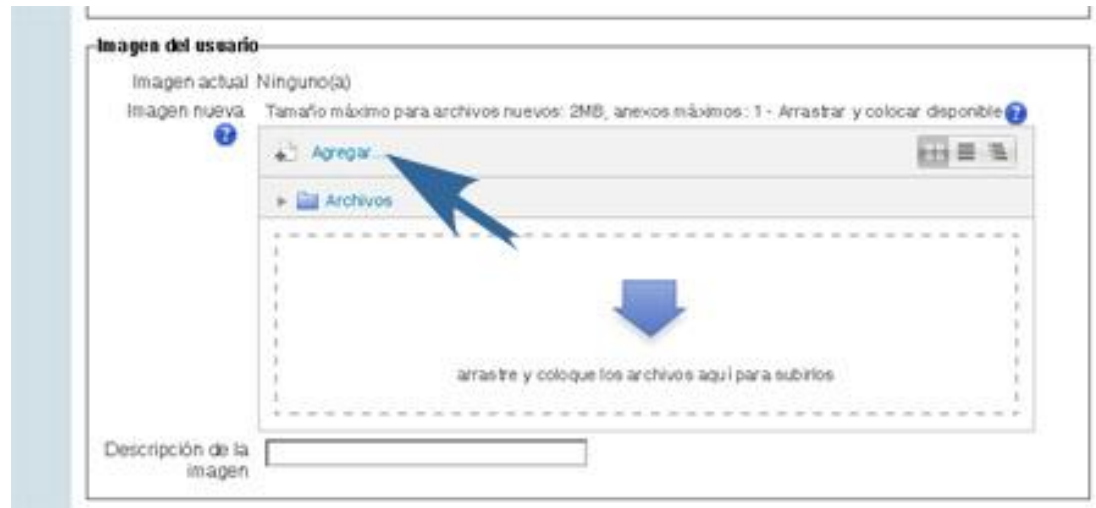 Imagen del usuario
Imagen actual Ninguno(a)
Imagen nueva Tamaño máximo para archivos nuevos: 2MB, anexos máximos: 1 - Arrastrar y colocar disponible
Agregar...
Archivos
arrastre y coloque los archivos aquí para subirlos
Descripción de la
imagen